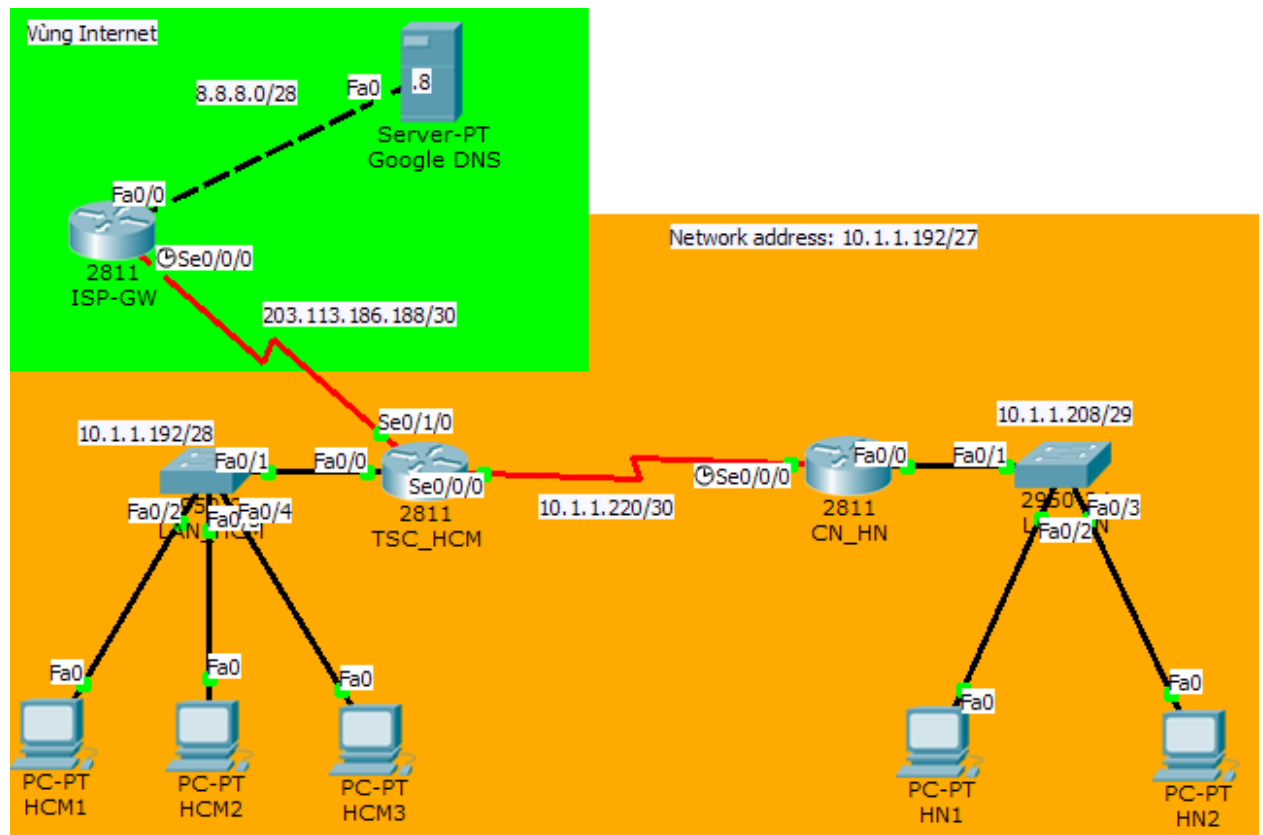 Vùng Internet
8.8.8.0/28
Fa0
.8
Server-PT
Google DNS
Fa0/0
Se0/0/0
2811
ISP-GW
203.113.186.188/30
Network address: 10.1.1.192/27
10.1.1.192/28
Se0/1/0
10.1.1.208/29
Fa0/1
Fa0/0
Se0/0/0
2811
TSC_HCM
10.1.1.220/30
Se0/0/0
Fa0/0
Fa0/1
2811
CN_HN
Fa0/2
Fa0/4
Fa0/2
Fa0/3
Fa0
Fa0
Fa0
Fa0
Fa0
PC-PT
HCM1
PC-PT
HCM2
PC-PT
HCM3
PC-PT
HN1
PC-PT
HN2